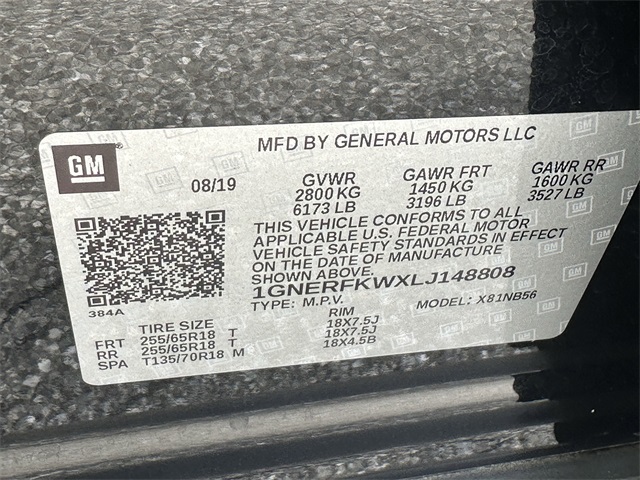 MFD BY GENERAL MOTORS LLC
GM
08/19
GVWR GAWR FRT GAWR RR
2800 KG 1450 KG 1600 KG
6173 LB 3196 LB 3527 LB
THIS VEHICLE CONFORMS TO ALL
APPLICABLE U.S. FEDERAL MOTOR
VEHICLE SAFETY STANDARDS IN EFFECT
ON THE DATE OF MANUFACTURE
SHOWN ABOVE.
1GNERFKWXLJ148808
384A
TYPE: M.P.V. MODEL: X81NB56
TIRE SIZE RIM
FRT 255/65R18 T 18X7.5J
RR 255/65R18 T 18X7.5J
SPA T135/70R18 M 18X4.5B